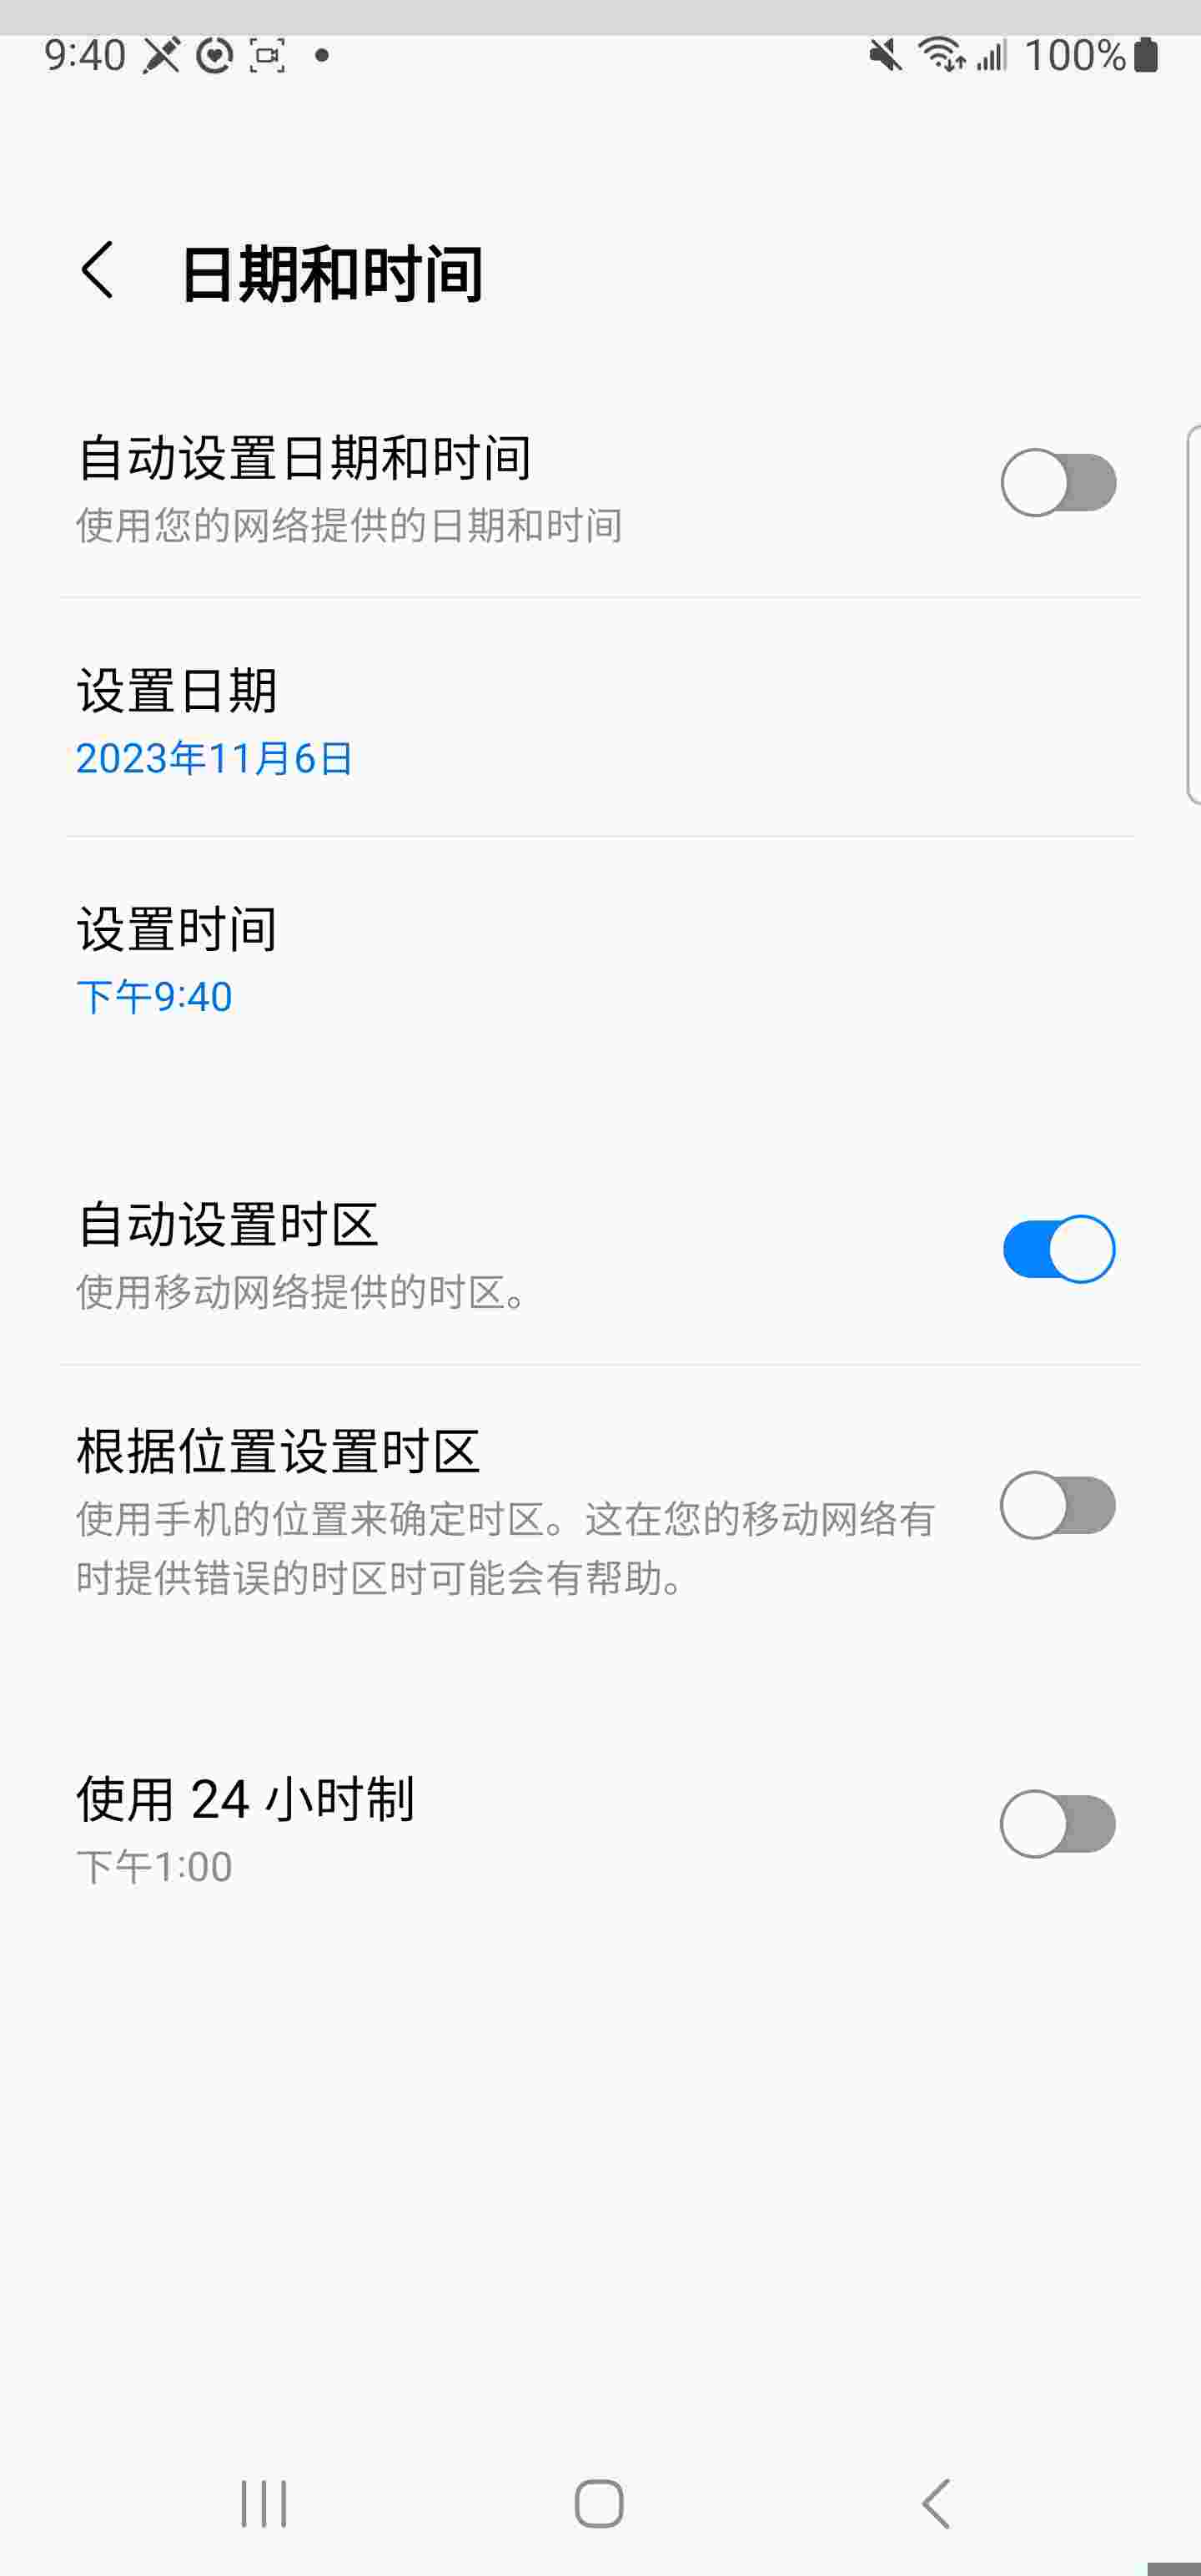 9:40
100%
日期和时间
自动设置日期和时间
使用您的网络提供的日期和时间
设置日期
2023年11月6日
设置时间
下午9:40
自动设置时区
使用移动网络提供的时区。
根据位置设置时区
使用手机的位置来确定时区。这在您的移动网络有
时提供错误的时区时可能会有帮助。
使用 24 小时制
下午1:00